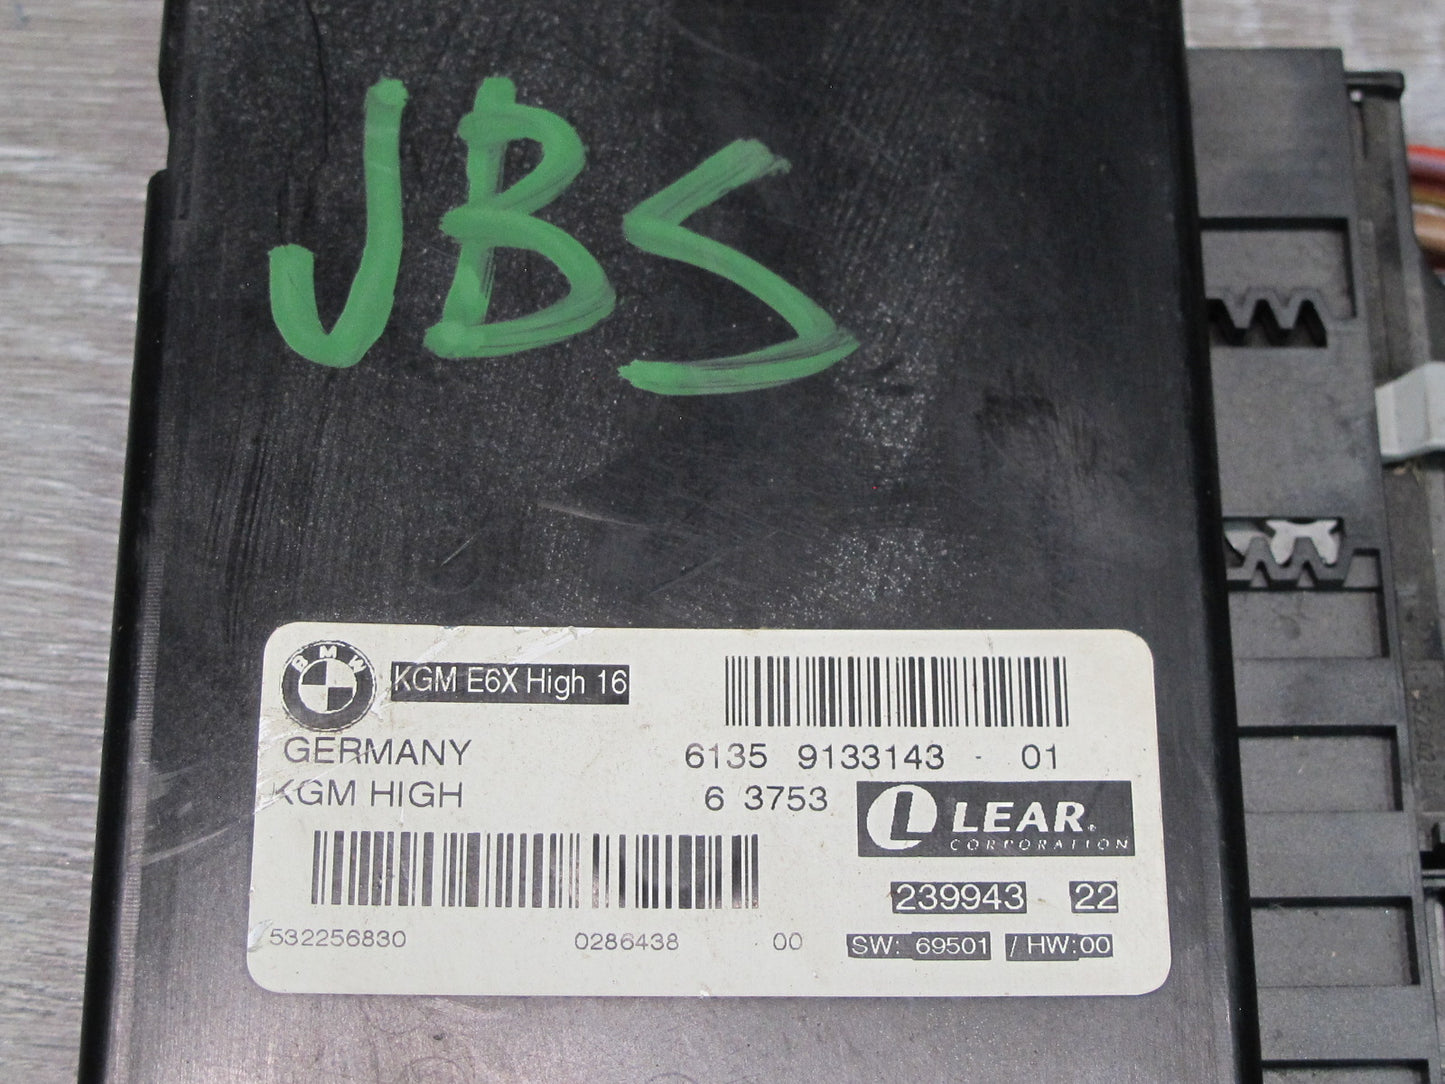 JBS
BMW KGM E6X High 16
GERMANY 6135 9133143 - 01
KGM HIGH 6 3753 LEAR.
CORPORATION
239943 22
532256830 0286438 00 SW: 69501 / HW:00